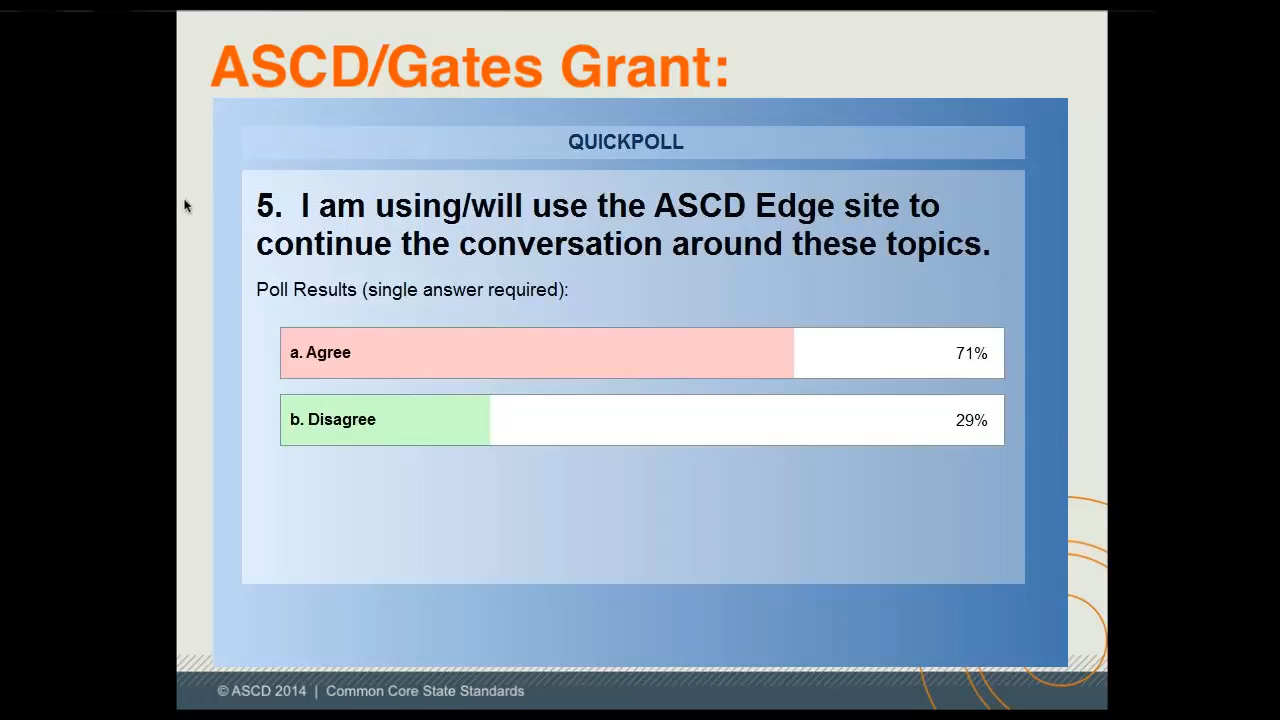 ASCD/Gates Grant:
QUICKPOLL
5. I am using/will use the ASCD Edge site to
continue the conversation around these topics.
Poll Results (single answer required):
a. Agree 71%
b. Disagree 29%
© ASCD 2014 | Common Core State Standards